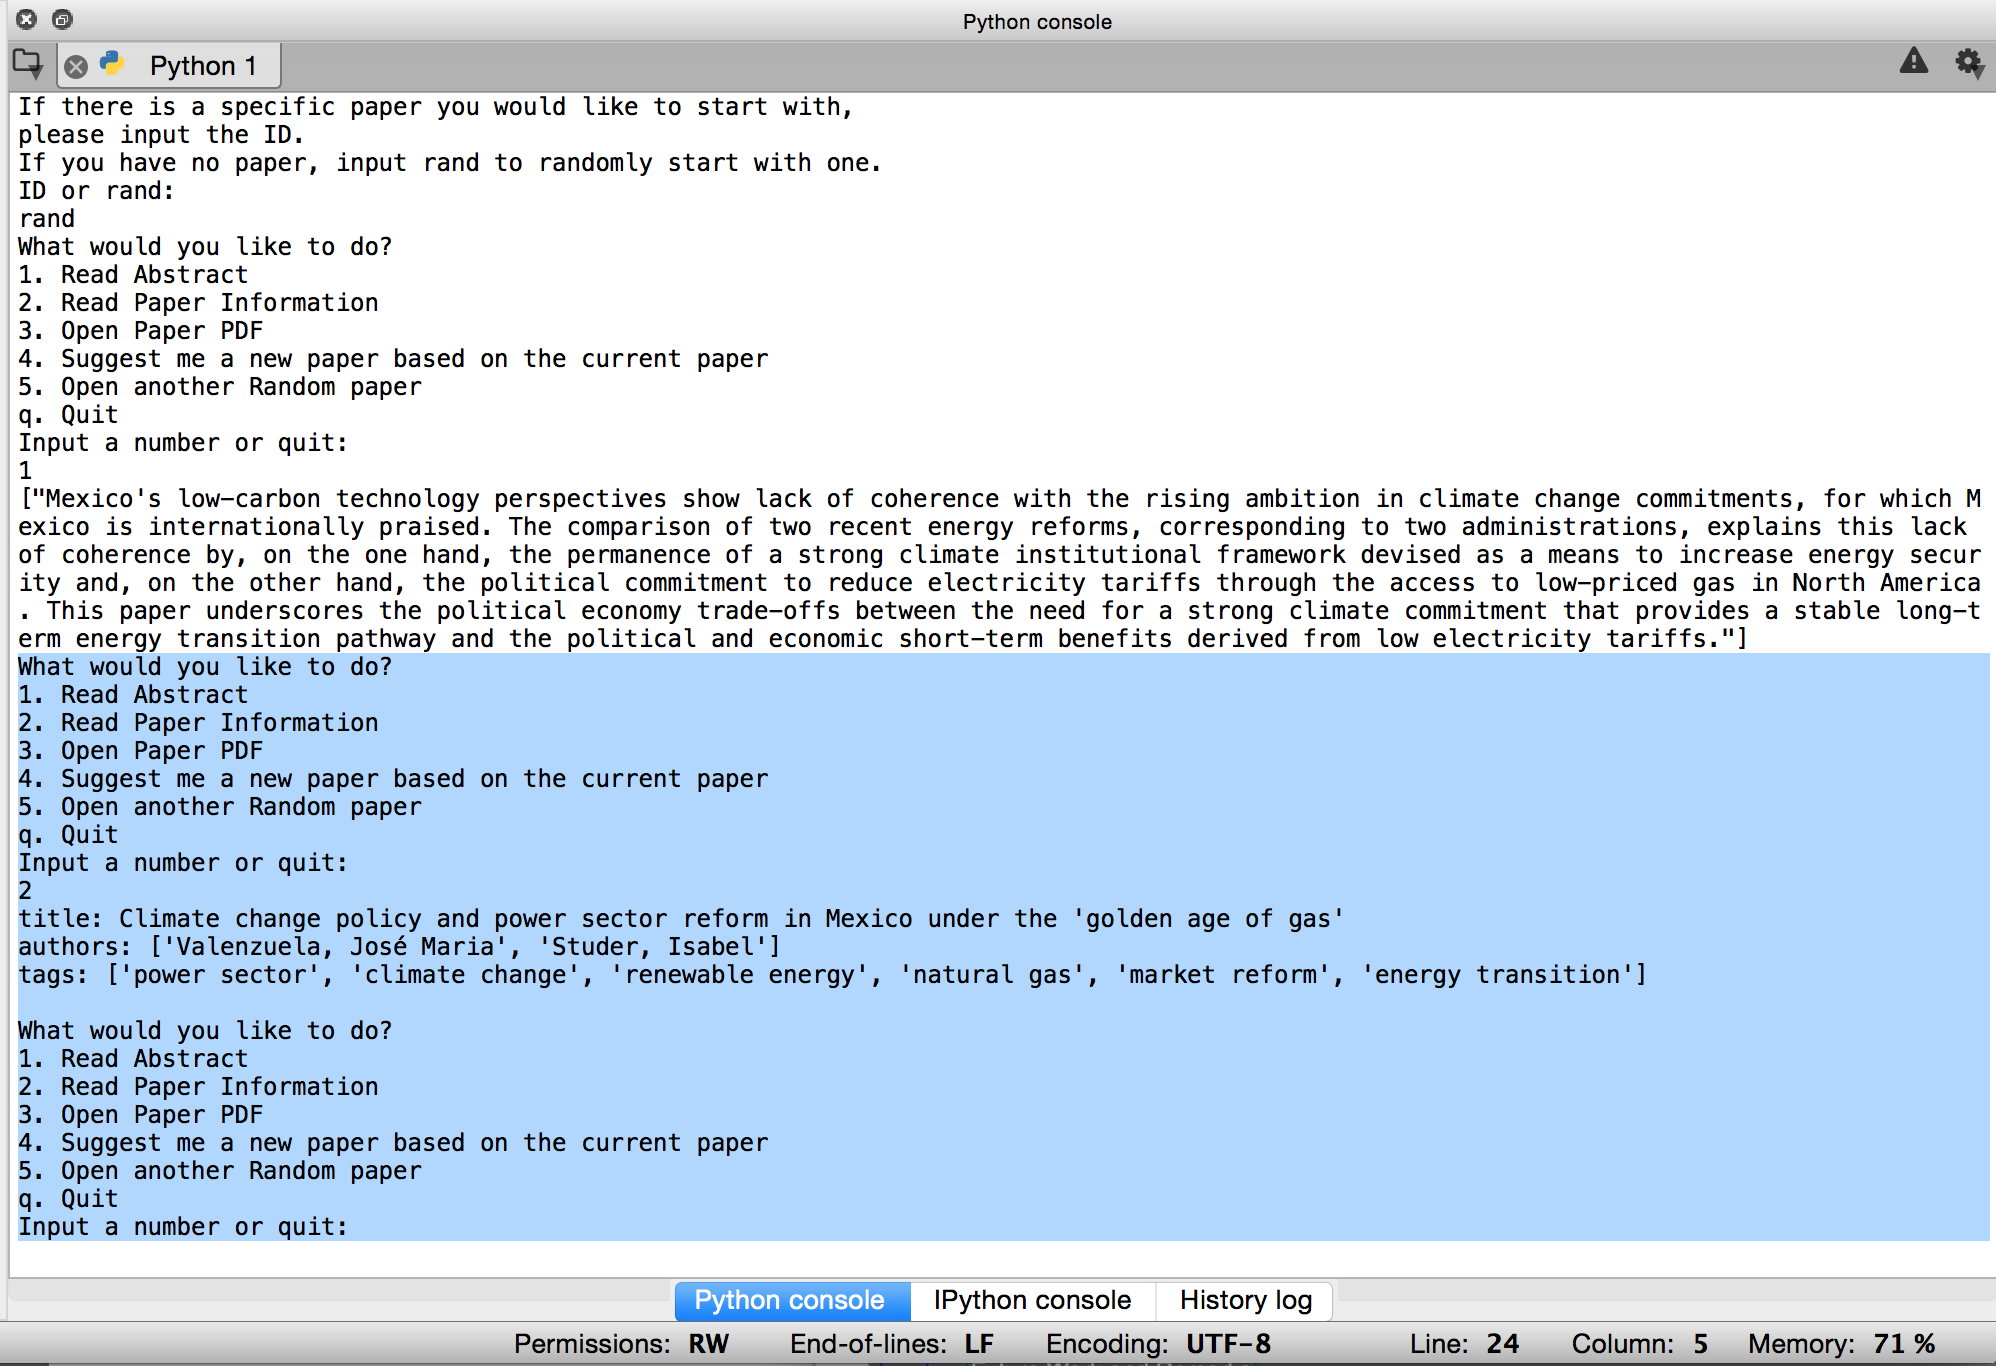 Python console
Python 1
If there is a specific paper you would like to start with,
please input the ID.
If you have no paper, input rand to randomly start with one.
ID or rand:
rand
What would you like to do?
1. Read Abstract
2. Read Paper Information
3. Open Paper PDF
4. Suggest me a new paper based on the current paper
5. Open another Random paper
q. Quit
Input a number or quit:
1
["Mexico's low-carbon technology perspectives show lack of coherence with the rising ambition in climate change commitments, for which M
exico is internationally praised. The comparison of two recent energy reforms, corresponding to two administrations, explains this lack
of coherence by, on the one hand, the permanence of a strong climate institutional framework devised as a means to increase energy secur
ity and, on the other hand, the political commitment to reduce electricity tariffs through the access to low-priced gas in North America
. This paper underscores the political economy trade-offs between the need for a strong climate commitment that provides a stable long-t
erm energy transition pathway and the political and economic short-term benefits derived from low electricity tariffs."]
What would you like to do?
1. Read Abstract
2. Read Paper Information
3. Open Paper PDF
4. Suggest me a new paper based on the current paper
5. Open another Random paper
q. Quit
Input a number or quit:
2
title: Climate change policy and power sector reform in Mexico under the 'golden age of gas'
authors: ['Valenzuela, José Maria', 'Studer, Isabel']
tags: ['power sector', 'climate change', 'renewable energy', 'natural gas', 'market reform', 'energy transition']
What would you like to do?
1. Read Abstract
2. Read Paper Information
3. Open Paper PDF
4. Suggest me a new paper based on the current paper
5. Open another Random paper
q. Quit
Input a number or quit:
Python console IPython console History log
Permissions: RW End-of-lines: LF Encoding: UTF-8 Line: 24 Column: 5 Memory: 71 %